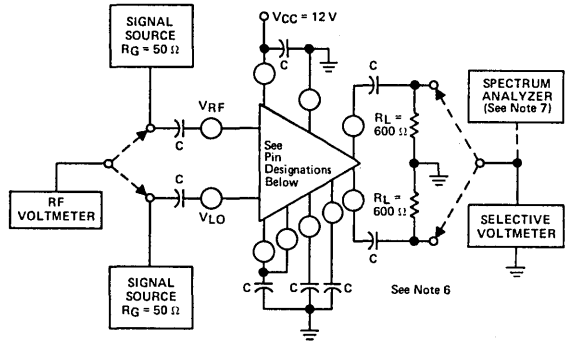 SIGNAL
SOURCE
RG = 50 Ω
VCC = 12 V
C
VRF
C
C
VLO
RF
VOLTMETER
SIGNAL
SOURCE
RG = 50 Ω
See
Pin
Designations
Below
C
C
C
C
RL =
600 Ω
RL =
600 Ω
C
See Note 6
SPECTRUM
ANALYZER
(See Note 7)
SELECTIVE
VOLTMETER